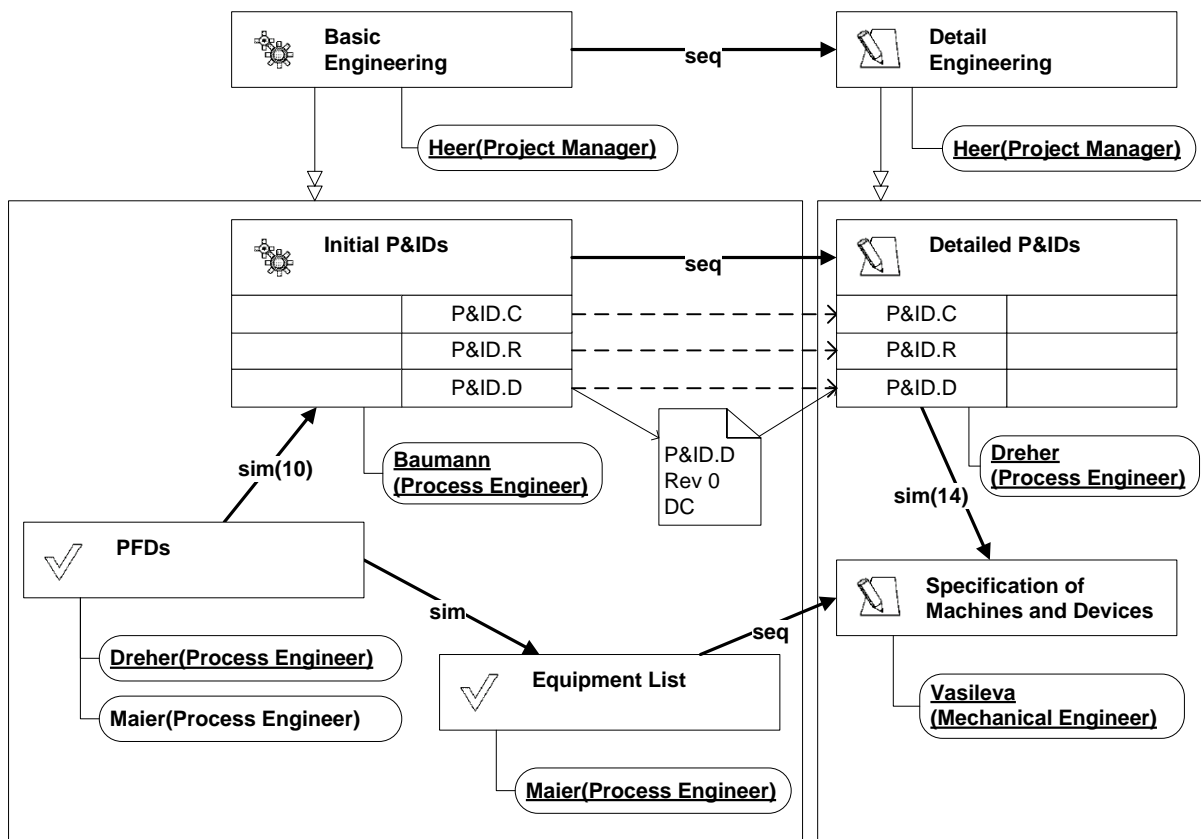 Basic
Engineering
seq
Detail
Engineering
Heer(Project Manager)
Heer(Project Manager)
Initial P&IDs
seq
Detailed P&IDs
P&ID.C
P&ID.C
P&ID.R
P&ID.R
P&ID.D
P&ID.D
P&ID.D
Rev 0
DC
sim(10)
Baumann
(Process Engineer)
Dreher
(Process Engineer)
sim(14)
PFDs
sim
Specification of
Machines and Devices
seq
Dreher(Process Engineer)
Maier(Process Engineer)
Equipment List
Vasileva
(Mechanical Engineer)
Maier(Process Engineer)